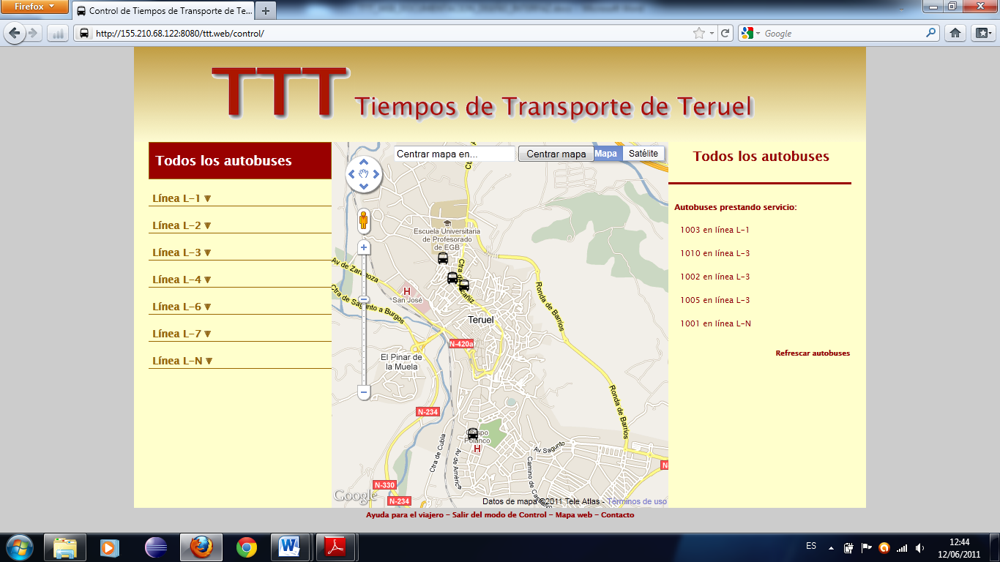 Firefox
Control de Tiempos de Transporte de Te...
http://155.210.68.122:8080/ttt.web/control/
Google
TTT Tiempos de Transporte de Teruel
Todos los autobuses
Línea L-1
Línea L-2
Línea L-3
Línea L-4
Línea L-6
Línea L-7
Línea L-N
Centrar mapa en...
Centrar mapa
Mapa
Satélite
Escuela Universitaria
de Profesorado
de EGB
Av de Zaragoza
Ctra de Sagunto a Burgos
H
San José
Teruel
N-420a
El Pinar de
la Muela
Ronda de Barrios
Ronda de Barrios
N-234
Obispo
Polanco
H
Ctra de Cubla
Av de Améric
Av Sagunto
N-330
N-234
N
Google
Datos de mapa ©2011 Tele Atlas - Términos de uso
Todos los autobuses
Autobuses prestando servicio:
1003 en línea L-1
1010 en línea L-3
1002 en línea L-3
1005 en línea L-3
1001 en línea L-N
Refrescar autobuses
Ayuda para el viajero - Salir del modo de Control - Mapa web - Contacto
ES
12:44
12/06/2011